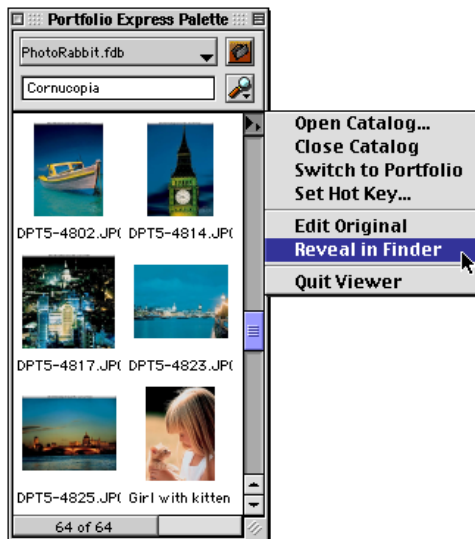 Portfolio Express Palette
PhotoRabbit.fdb
Cornucopia
Open Catalog...
Close Catalog
Switch to Portfolio
Set Hot Key...
Edit Original
Reveal in Finder
Quit Viewer
DPT5-4802.JP( DPT5-4814.JP(
DPT5-4817.JP( DPT5-4823.JP(
DPT5-4825.JP( Girl with kitten
64 of 64